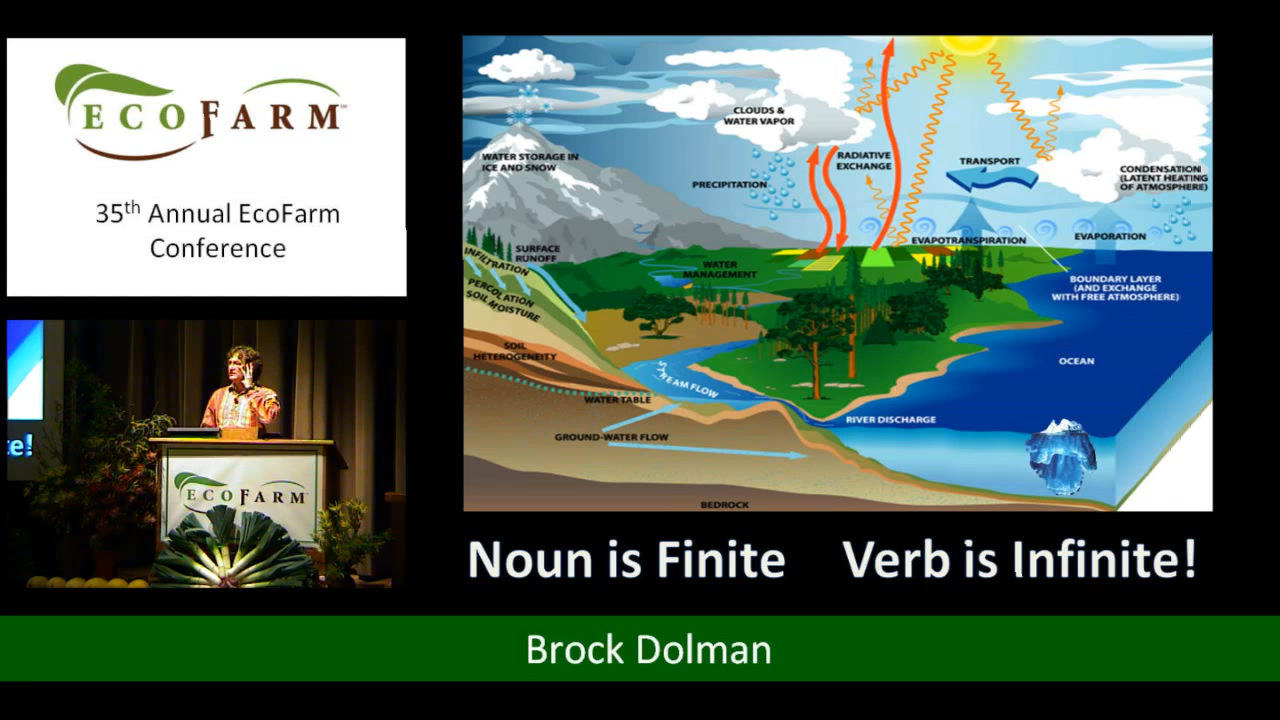 ECOFARM™
35th Annual EcoFarm
Conference
te!
ECOFARM
CLOUDS &
WATER VAPOR
WATER STORAGE IN
ICE AND SNOW
RADIATIVE
EXCHANGE
TRANSPORT
CONDENSATION
(LATENT HEATING
OF ATMOSPHERE)
PRECIPITATION
SURFACE
RUNOFF
EVAPOTRANSPIRATION
EVAPORATION
INFILTRATION
WATER
MANAGEMENT
PERCOLATION
SOIL MOISTURE
BOUNDARY LAYER
(AND EXCHANGE
WITH FREE ATMOSPHERE)
SOIL
HETEROGENEITY
OCEAN
STREAM FLOW
WATER TABLE
RIVER DISCHARGE
GROUND-WATER FLOW
BEDROCK
Noun is Finite Verb is Infinite!
Brock Dolman